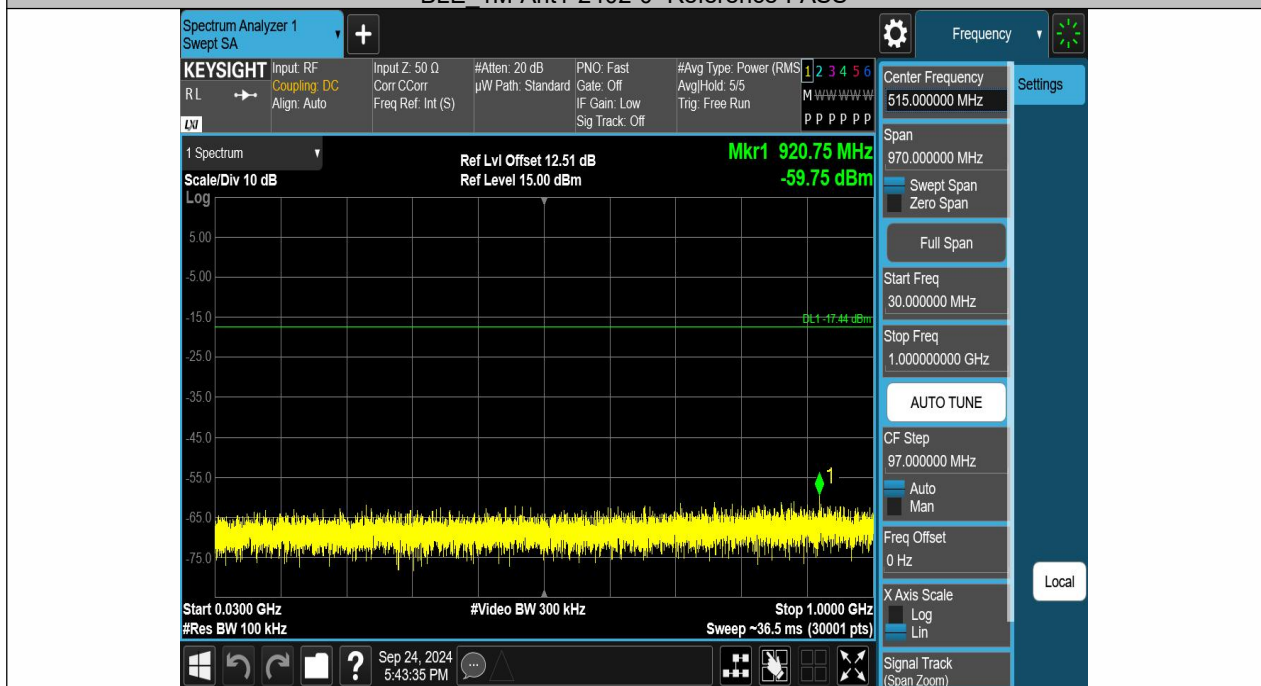 Spectrum Analyzer 1
Swept SA
Frequency
KEYSIGHT
RL
LXI
Input: RF
Coupling: DC
Align: Auto
Input Z: 50 Ω
Corr CCorr
Freq Ref: Int (S)
#Atten: 20 dB
µW Path: Standard
PNO: Fast
Gate: Off
IF Gain: Low
Sig Track: Off
#Avg Type: Power (RMS
Avg|Hold: 5/5
Trig: Free Run
1 2 3 4 5 6
M W W W W W
P P P P P P
1 Spectrum
Scale/Div 10 dB
Log
Ref Lvl Offset 12.51 dB
Ref Level 15.00 dBm
Mkr1 920.75 MHz
-59.75 dBm
5.00
-5.00
-15.0
DL1 -17.44 dBm
-25.0
-35.0
-45.0
-55.0
1
-65.0
-75.0
Start 0.0300 GHz
#Res BW 100 kHz
#Video BW 300 kHz
Stop 1.0000 GHz
Sweep ~36.5 ms (30001 pts)
?
Sep 24, 2024
5:43:35 PM
Center Frequency
515.000000 MHz
Settings
Span
970.000000 MHz
Swept Span
Zero Span
Full Span
Start Freq
30.000000 MHz
Stop Freq
1.000000000 GHz
AUTO TUNE
CF Step
97.000000 MHz
Auto
Man
Freq Offset
0 Hz
X Axis Scale
Log
Lin
Local
Signal Track
(Span Zoom)